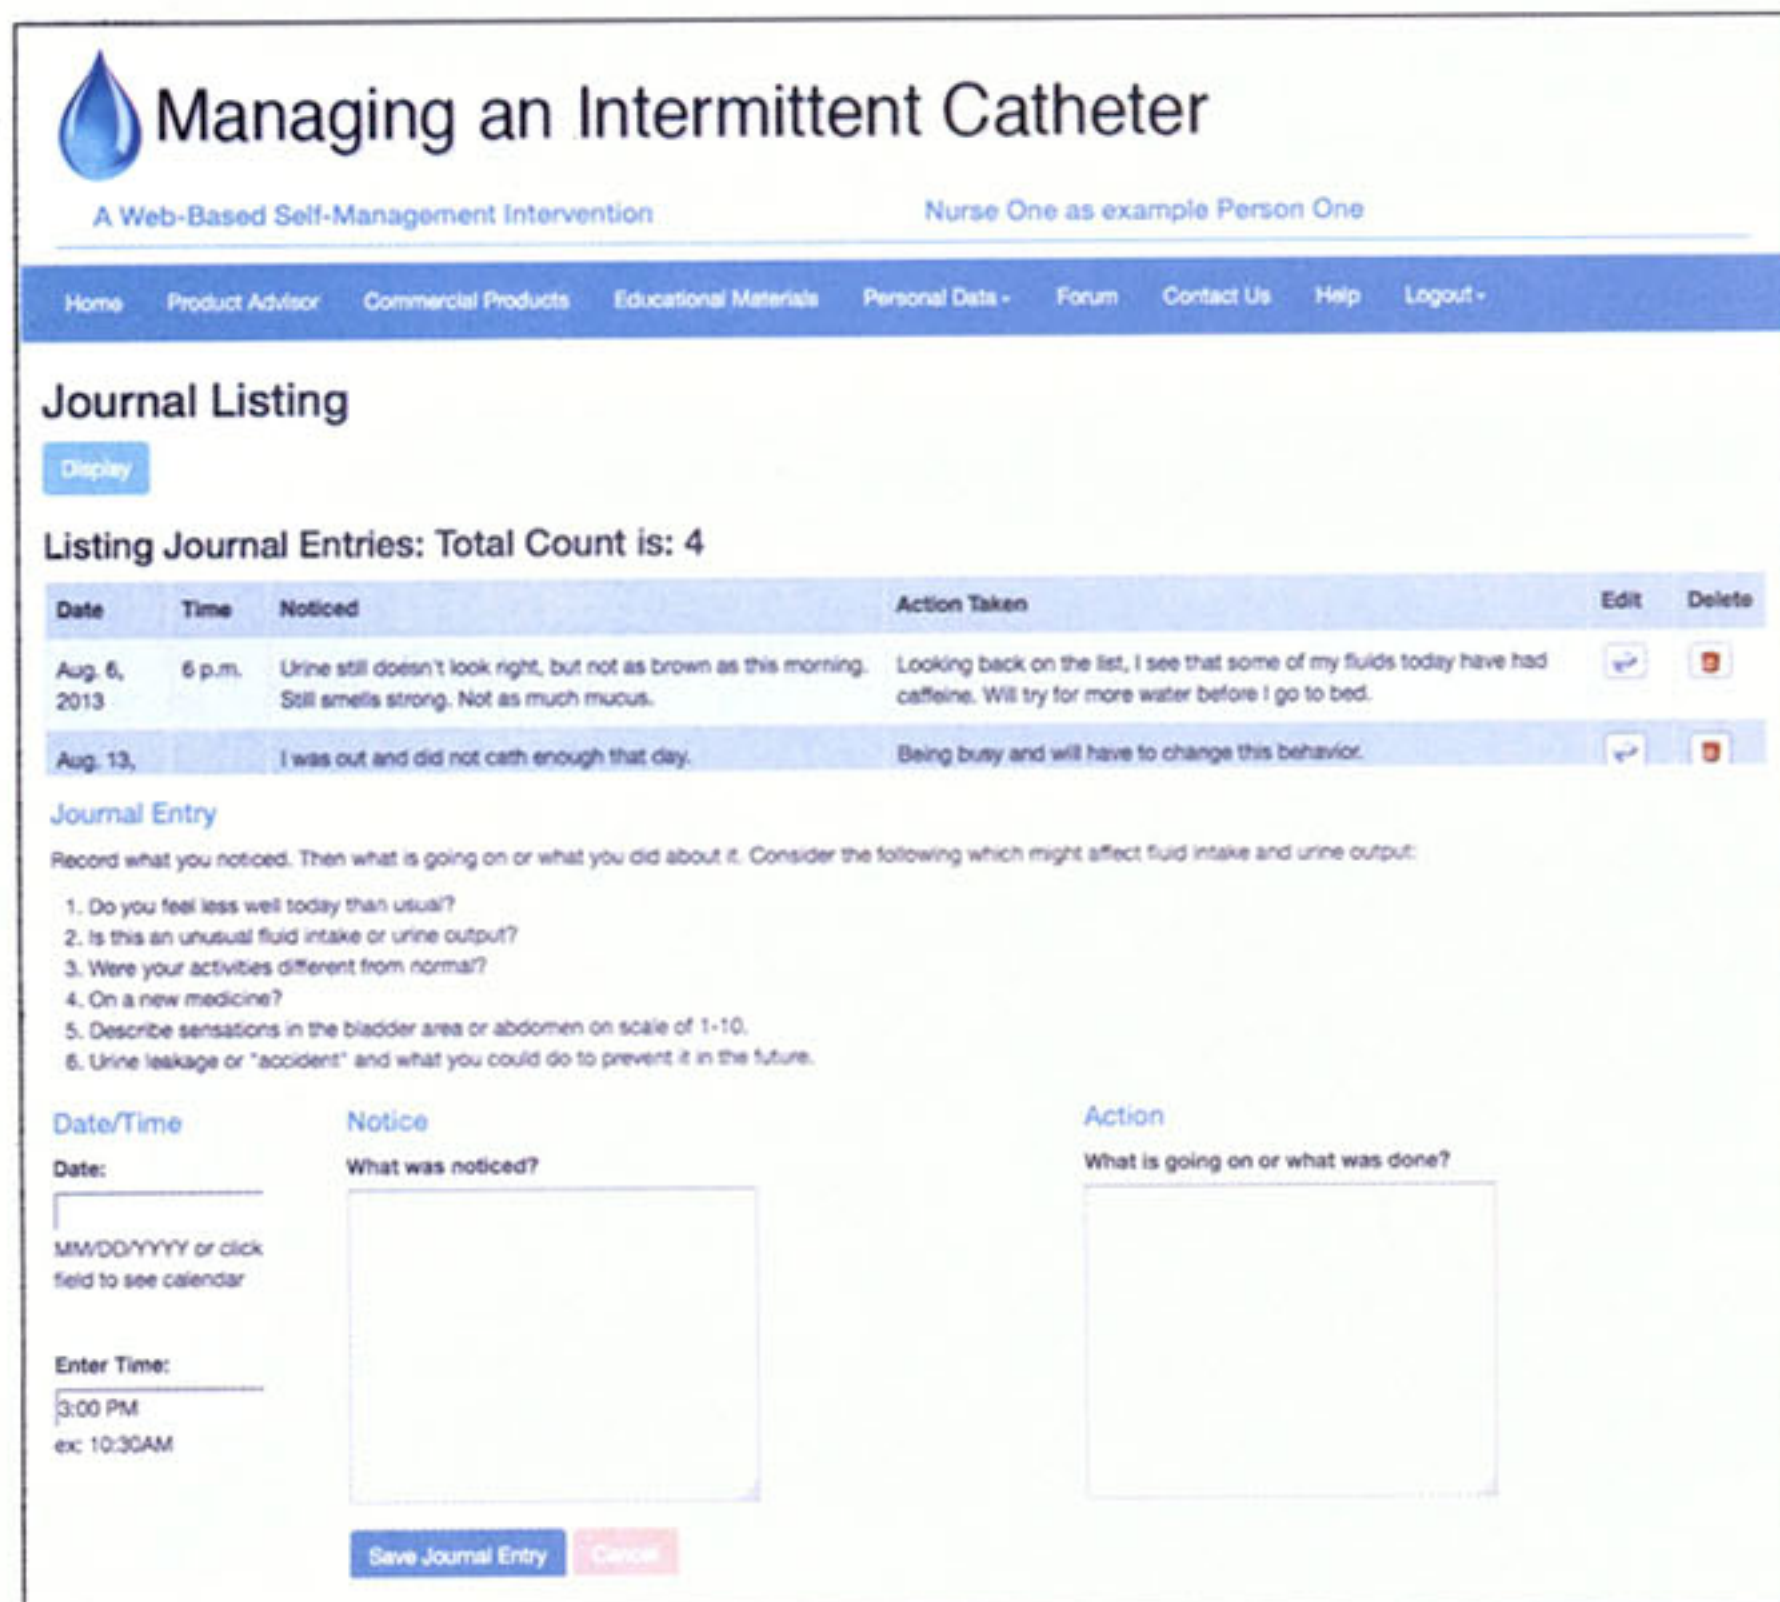 Managing an Intermittent Catheter
A Web-Based Self-Management Intervention
Nurse One as example Person One
Home Product Advisor Commercial Products Educational Materials Personal Data Forum Contact Us Help Logout
Journal Listing
Display
Listing Journal Entries: Total Count is: 4
Date Time Noticed Action Taken Edit Delete
Aug. 6, 6 p.m. Urine still doesn't look right, but not as brown as this morning. Looking back on the list, I see that some of my fluids today have had
2013 Still smells strong. Not as much mucus. caffeine. Will try for more water before I go to bed.
Aug. 13, I was out and did not cath enough that day. Being busy and will have to change this behavior.
Journal Entry
Record what you noticed. Then what is going on or what you did about it. Consider the following which might affect fluid intake and urine output:
1. Do you feel less well today than usual?
2. Is this an unusual fluid intake or urine output?
3. Were your activities different from normal?
4. On a new medicine?
5. Describe sensations in the bladder area or abdomen on scale of 1-10.
6. Urine leakage or "accident" and what you could do to prevent it in the future.
Date/Time Notice Action
Date: What was noticed? What is going on or what was done?
MM/DD/YYYY or click
field to see calendar
Enter Time:
3:00 PM
ex: 10:30AM
Save Journal Entry Cancel